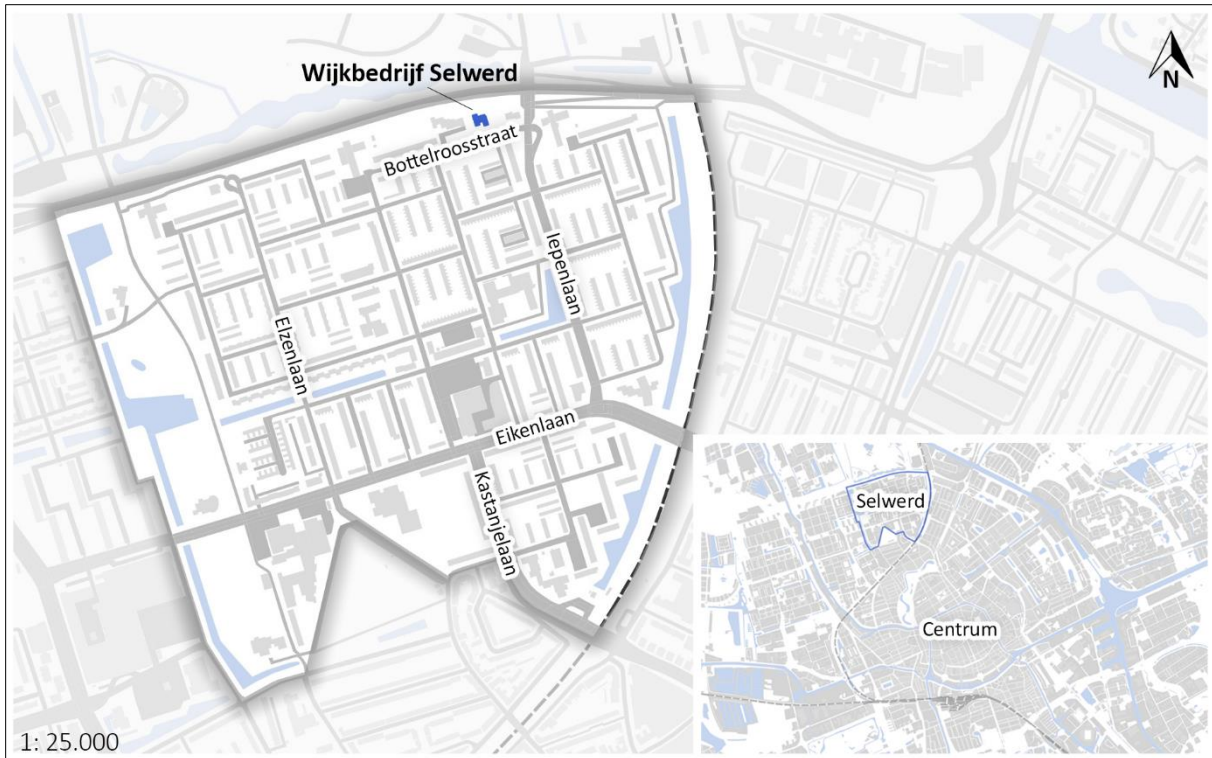 Wijkbedrijf Selwerd
N
Bottelroosstraat
Iepenlaan
Elzenlaan
Eikenlaan
Kastanjelaan
Selwerd
Centrum
1: 25.000